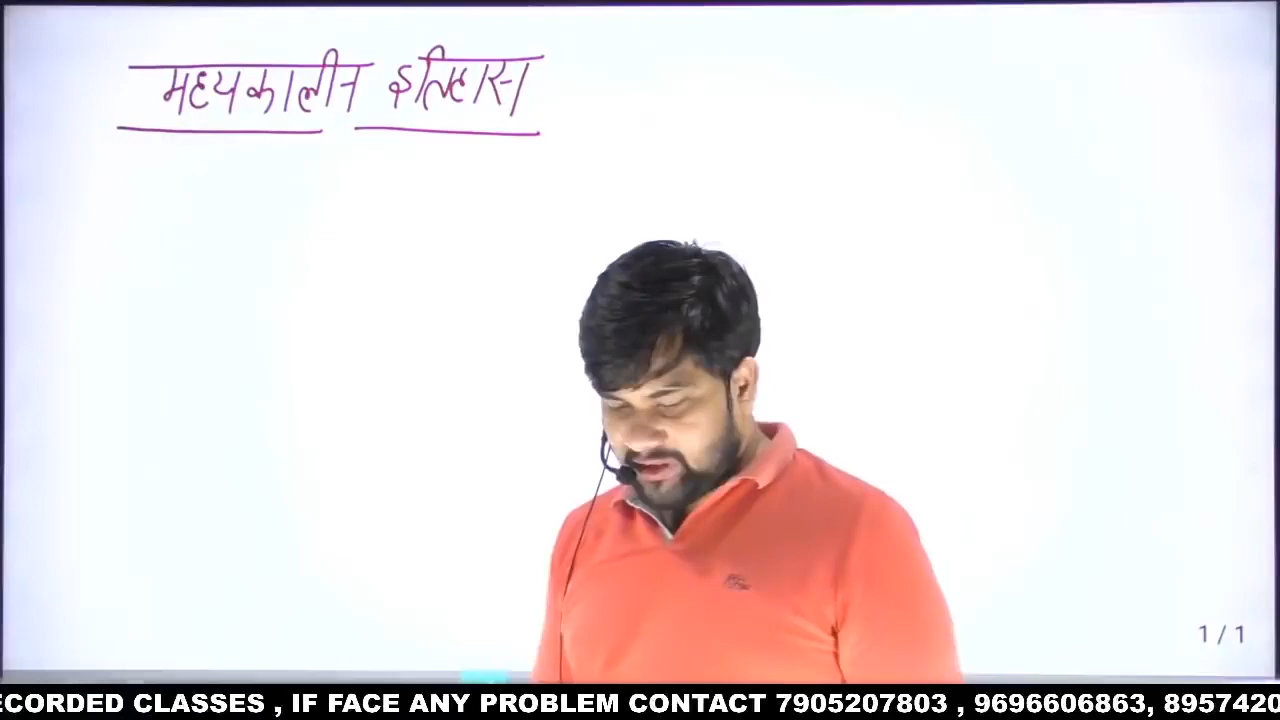 मध्यकालीन इतिहास
1 / 1
ECORDED CLASSES , IF FACE ANY PROBLEM CONTACT 7905207803 , 9696606863, 8957420